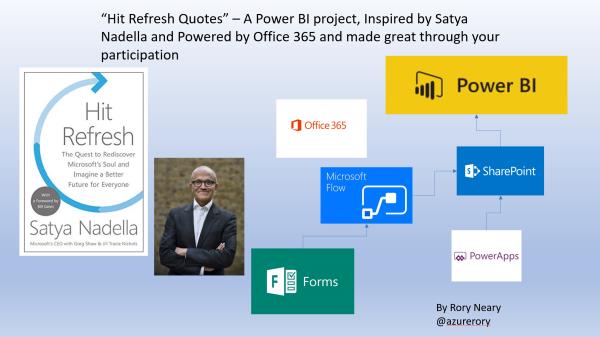 “Hit Refresh Quotes” – A Power BI project, Inspired by Satya
Nadella and Powered by Office 365 and made great through your
participation
Hit
Refresh
The Quest to Rediscover
Microsoft's Soul and
Imagine a Better
Future for Everyone
With
a Foreword by
Bill Gates
Satya Nadella
Microsoft's CEO with Greg Shaw & Jill Tracie Nichols
Office 365
Power BI
Microsoft
Flow
SharePoint
F
Forms
PowerApps
By Rory Neary
@azurerory